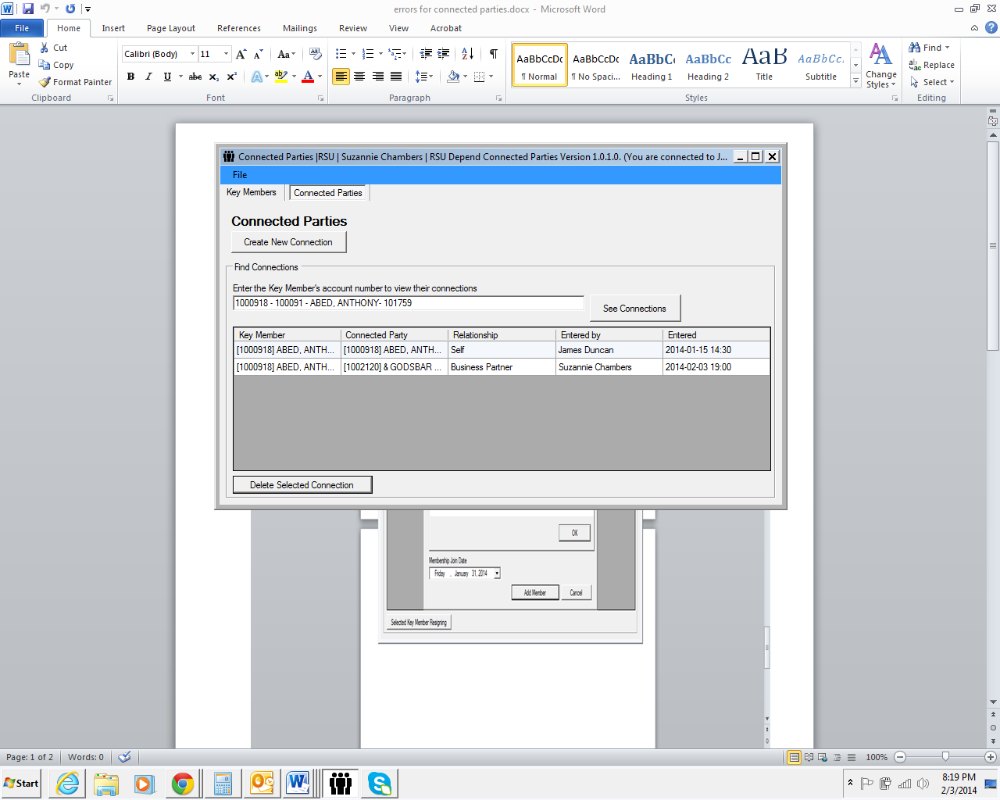 errors for connected parties.docx - Microsoft Word
File Home Insert Page Layout References Mailings Review View Acrobat
Paste
Cut
Copy
Format Painter
Calibri (Body) 11
AaBbCcDc AaBbCcDc AaBbCc AaBbCc AaB AaBbCc.
¶ Normal ¶ No Spaci... Heading 1 Heading 2 Title Subtitle
Change Styles
Find
Replace
Select
Clipboard Font Paragraph Styles Editing
Connected Parties |RSU | Suzannie Chambers | RSU Depend Connected Parties Version 1.0.1.0. (You are connected to J...
File
Key Members Connected Parties
Connected Parties
Create New Connection
Find Connections
Enter the Key Member's account number to view their connections
1000918 - 100091 - ABED, ANTHONY- 101759
See Connections
Key Member Connected Party Relationship Entered by Entered
[1000918] ABED, ANTH... [1000918] ABED, ANTH... Self James Duncan 2014-01-15 14:30
[1000918] ABED, ANTH... [1002120] & GODSBAR ... Business Partner Suzannie Chambers 2014-02-03 19:00
Delete Selected Connection
OK
Membership Join Date
Friday , January 31, 2014
Add Member Cancel
Selected Key Member Resigning
Page: 1 of 2 Words: 0 100%
Start
8:19 PM
2/3/2014